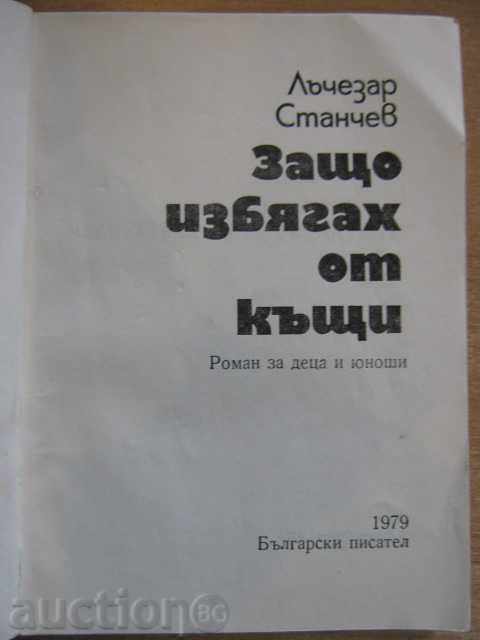 Лъчезар
Станчев
Защо
избягах
от
къщи
Роман за деца и юноши
1979
Български писател
auction BG